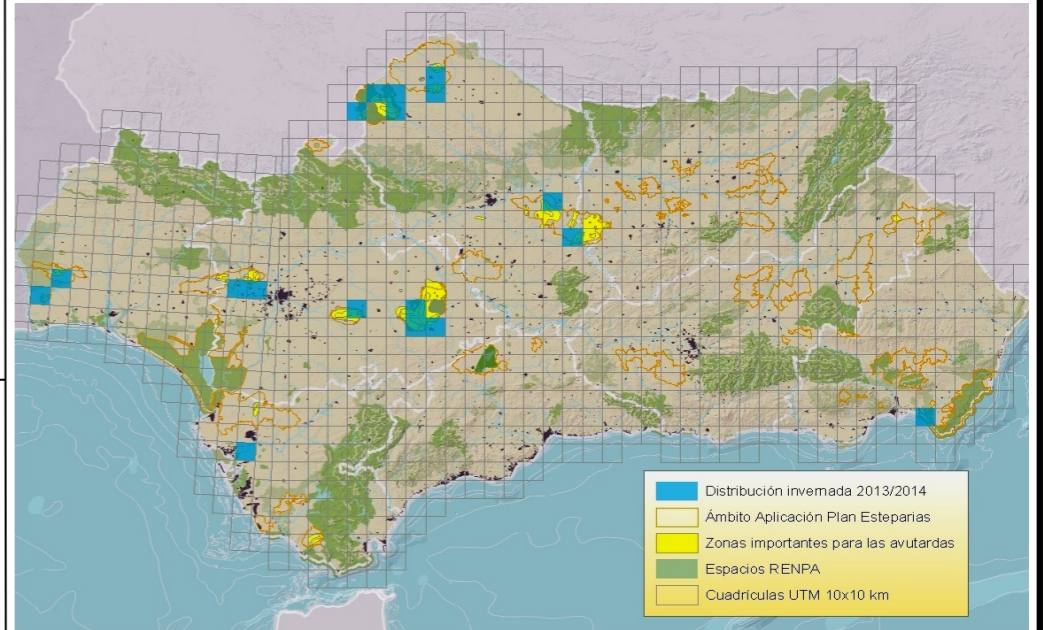 Distribución invernada 2013/2014
Ámbito Aplicación Plan Esteparias
Zonas importantes para las avutardas
Espacios RENPA
Cuadrículas UTM 10x10 km